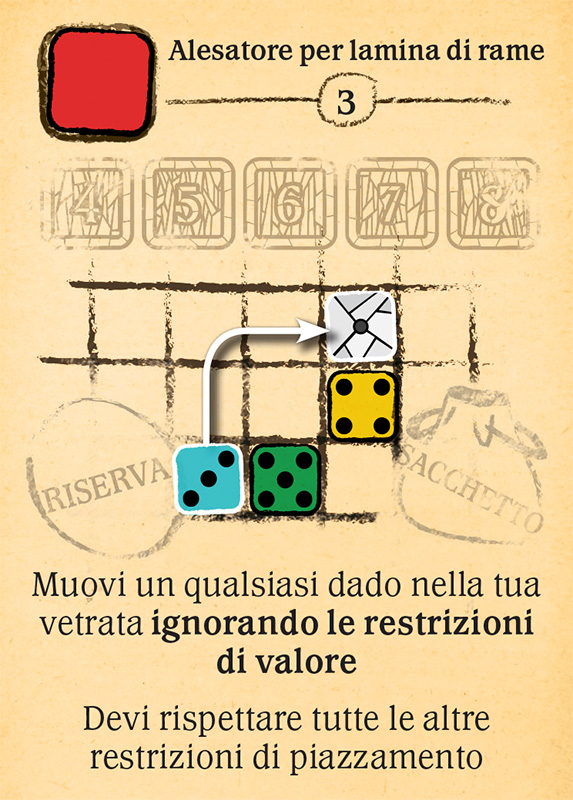 Alesatore per lamina di rame
3
4 5 6 7 8
RISERVA
SACCHETTO
Muovi un qualsiasi dado nella tua
vetrata ignorando le restrizioni
di valore
Devi rispettare tutte le altre
restrizioni di piazzamento